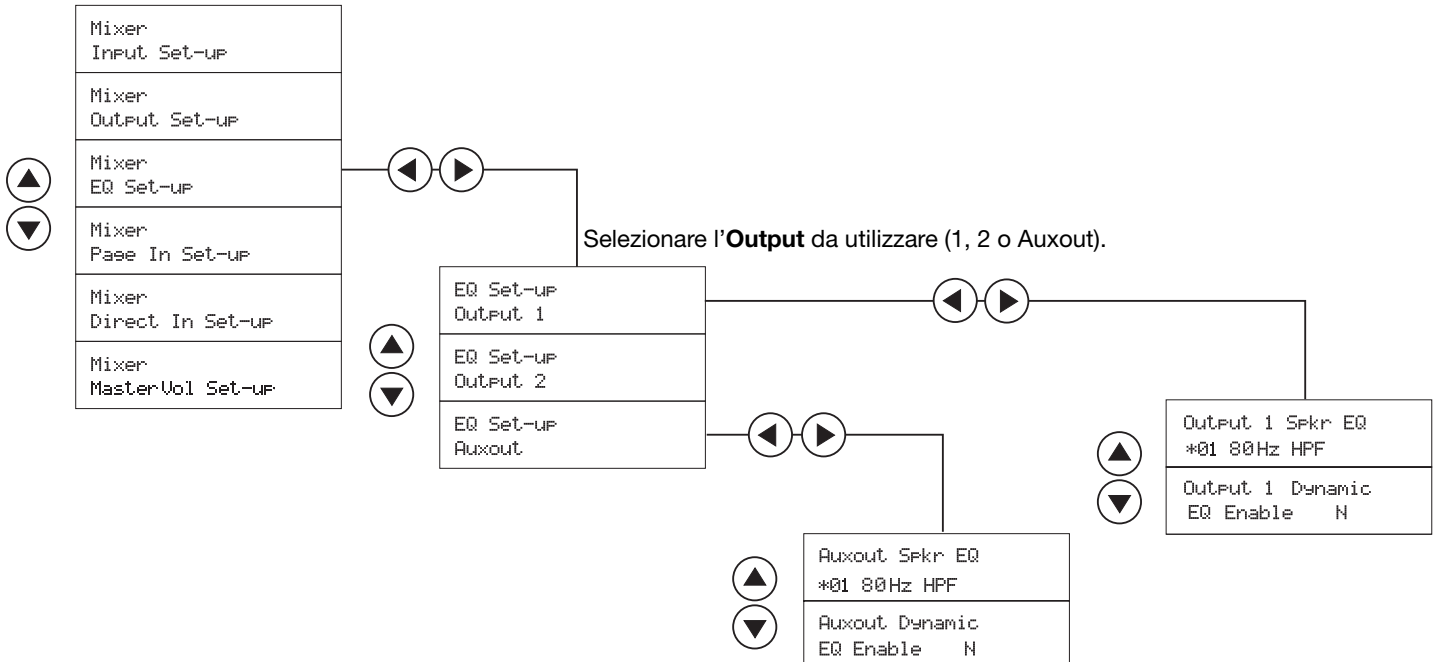 Mixer
Input Set-up
Mixer
Output Set-up
Mixer
EQ Set-up
Mixer
Page In Set-up
Mixer
Direct In Set-up
Mixer
MasterVol Set-up
Selezionare l’Output da utilizzare (1, 2 o Auxout).
EQ Set-up
Output 1
EQ Set-up
Output 2
EQ Set-up
Auxout
Output 1 Spkr EQ
*01 80Hz HPF
Output 1 Dynamic
EQ Enable N
Auxout Spkr EQ
*01 80Hz HPF
Auxout Dynamic
EQ Enable N